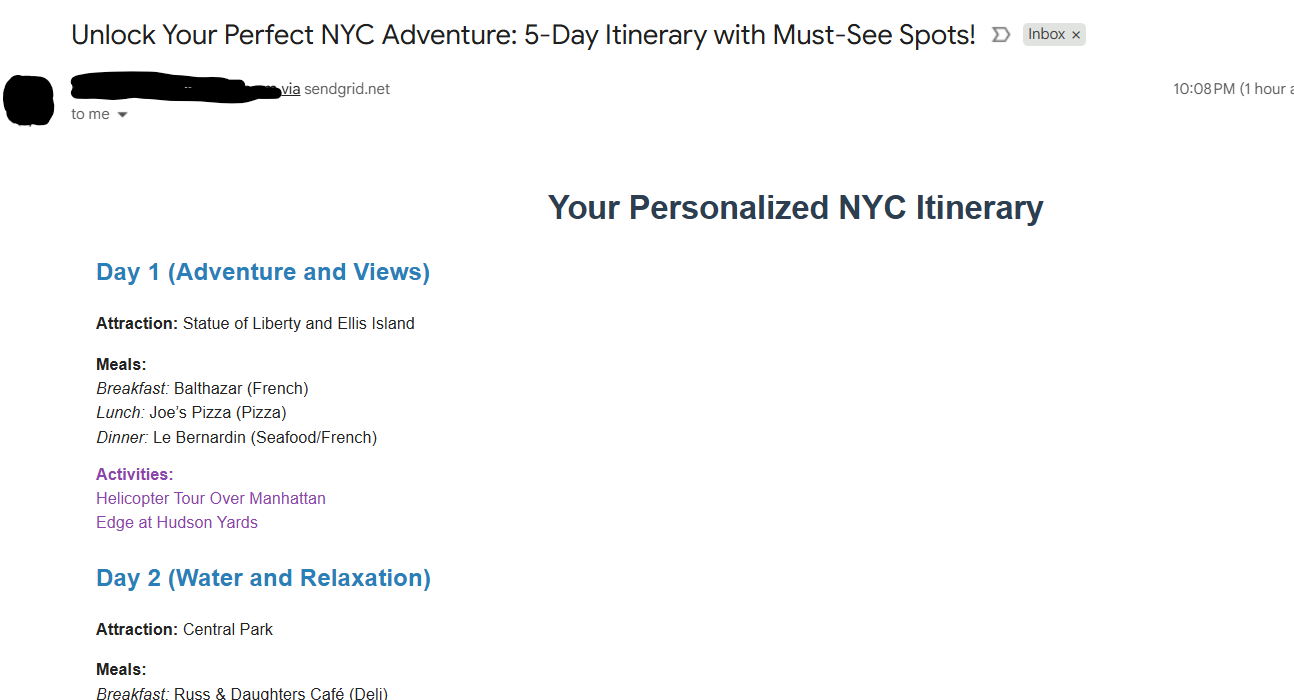 Unlock Your Perfect NYC Adventure: 5-Day Itinerary with Must-See Spots! Inbox ×
via sendgrid.net 10:08 PM (1 hour a
to me
Your Personalized NYC Itinerary
Day 1 (Adventure and Views)
Attraction: Statue of Liberty and Ellis Island
Meals:
Breakfast: Balthazar (French)
Lunch: Joe’s Pizza (Pizza)
Dinner: Le Bernardin (Seafood/French)
Activities:
Helicopter Tour Over Manhattan
Edge at Hudson Yards
Day 2 (Water and Relaxation)
Attraction: Central Park
Meals:
Breakfast: Russ & Daughters Café (Deli)